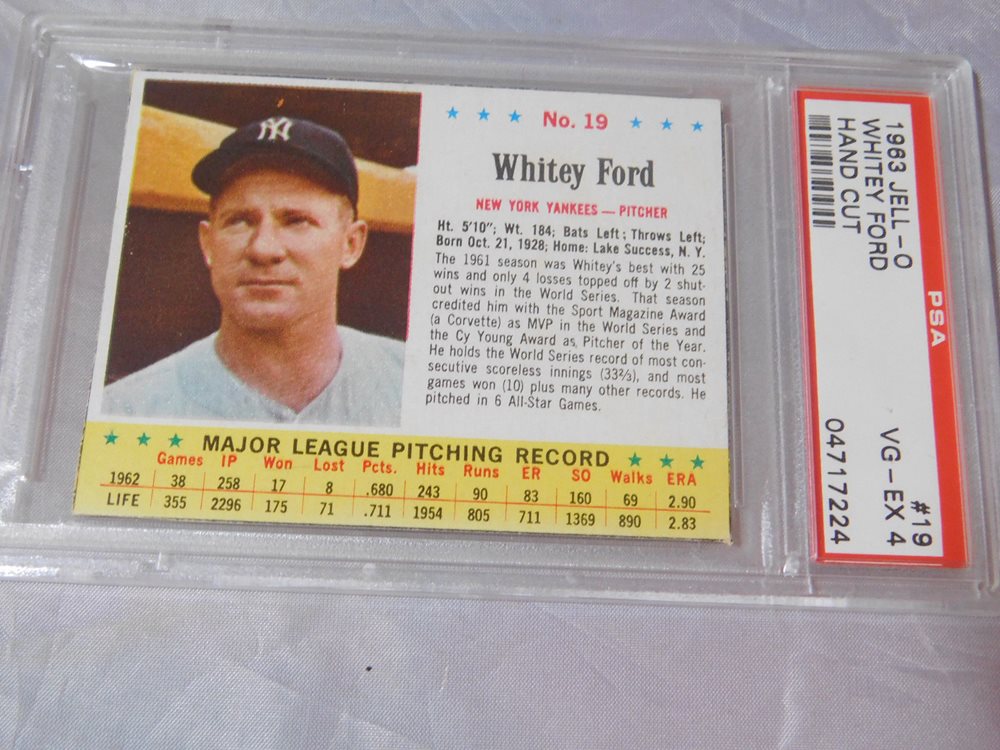 NY
No. 19
Whitey Ford
NEW YORK YANKEES — PITCHER
Ht. 5'10"; Wt. 184; Bats Left; Throws Left;
Born Oct. 21, 1928; Home: Lake Success, N. Y.
The 1961 season was Whitey's best with 25
wins and only 4 losses topped off by 2 shut-
out wins in the World Series. That season
credited him with the Sport Magazine Award
(a Corvette) as MVP in the World Series and
the Cy Young Award as Pitcher of the Year.
He holds the World Series record of most con-
secutive scoreless innings (33⅔), and most
games won (10) plus many other records. He
pitched in 6 All-Star Games.
MAJOR LEAGUE PITCHING RECORD
Games IP Won Lost Pcts. Hits Runs ER SO Walks ERA
1962 38 258 17 8 .680 243 90 83 160 69 2.90
LIFE 355 2296 175 71 .711 1954 805 711 1369 890 2.83
1963 JELL-O #19
WHITEY FORD VG-EX 4
HAND CUT 04717224
PSA